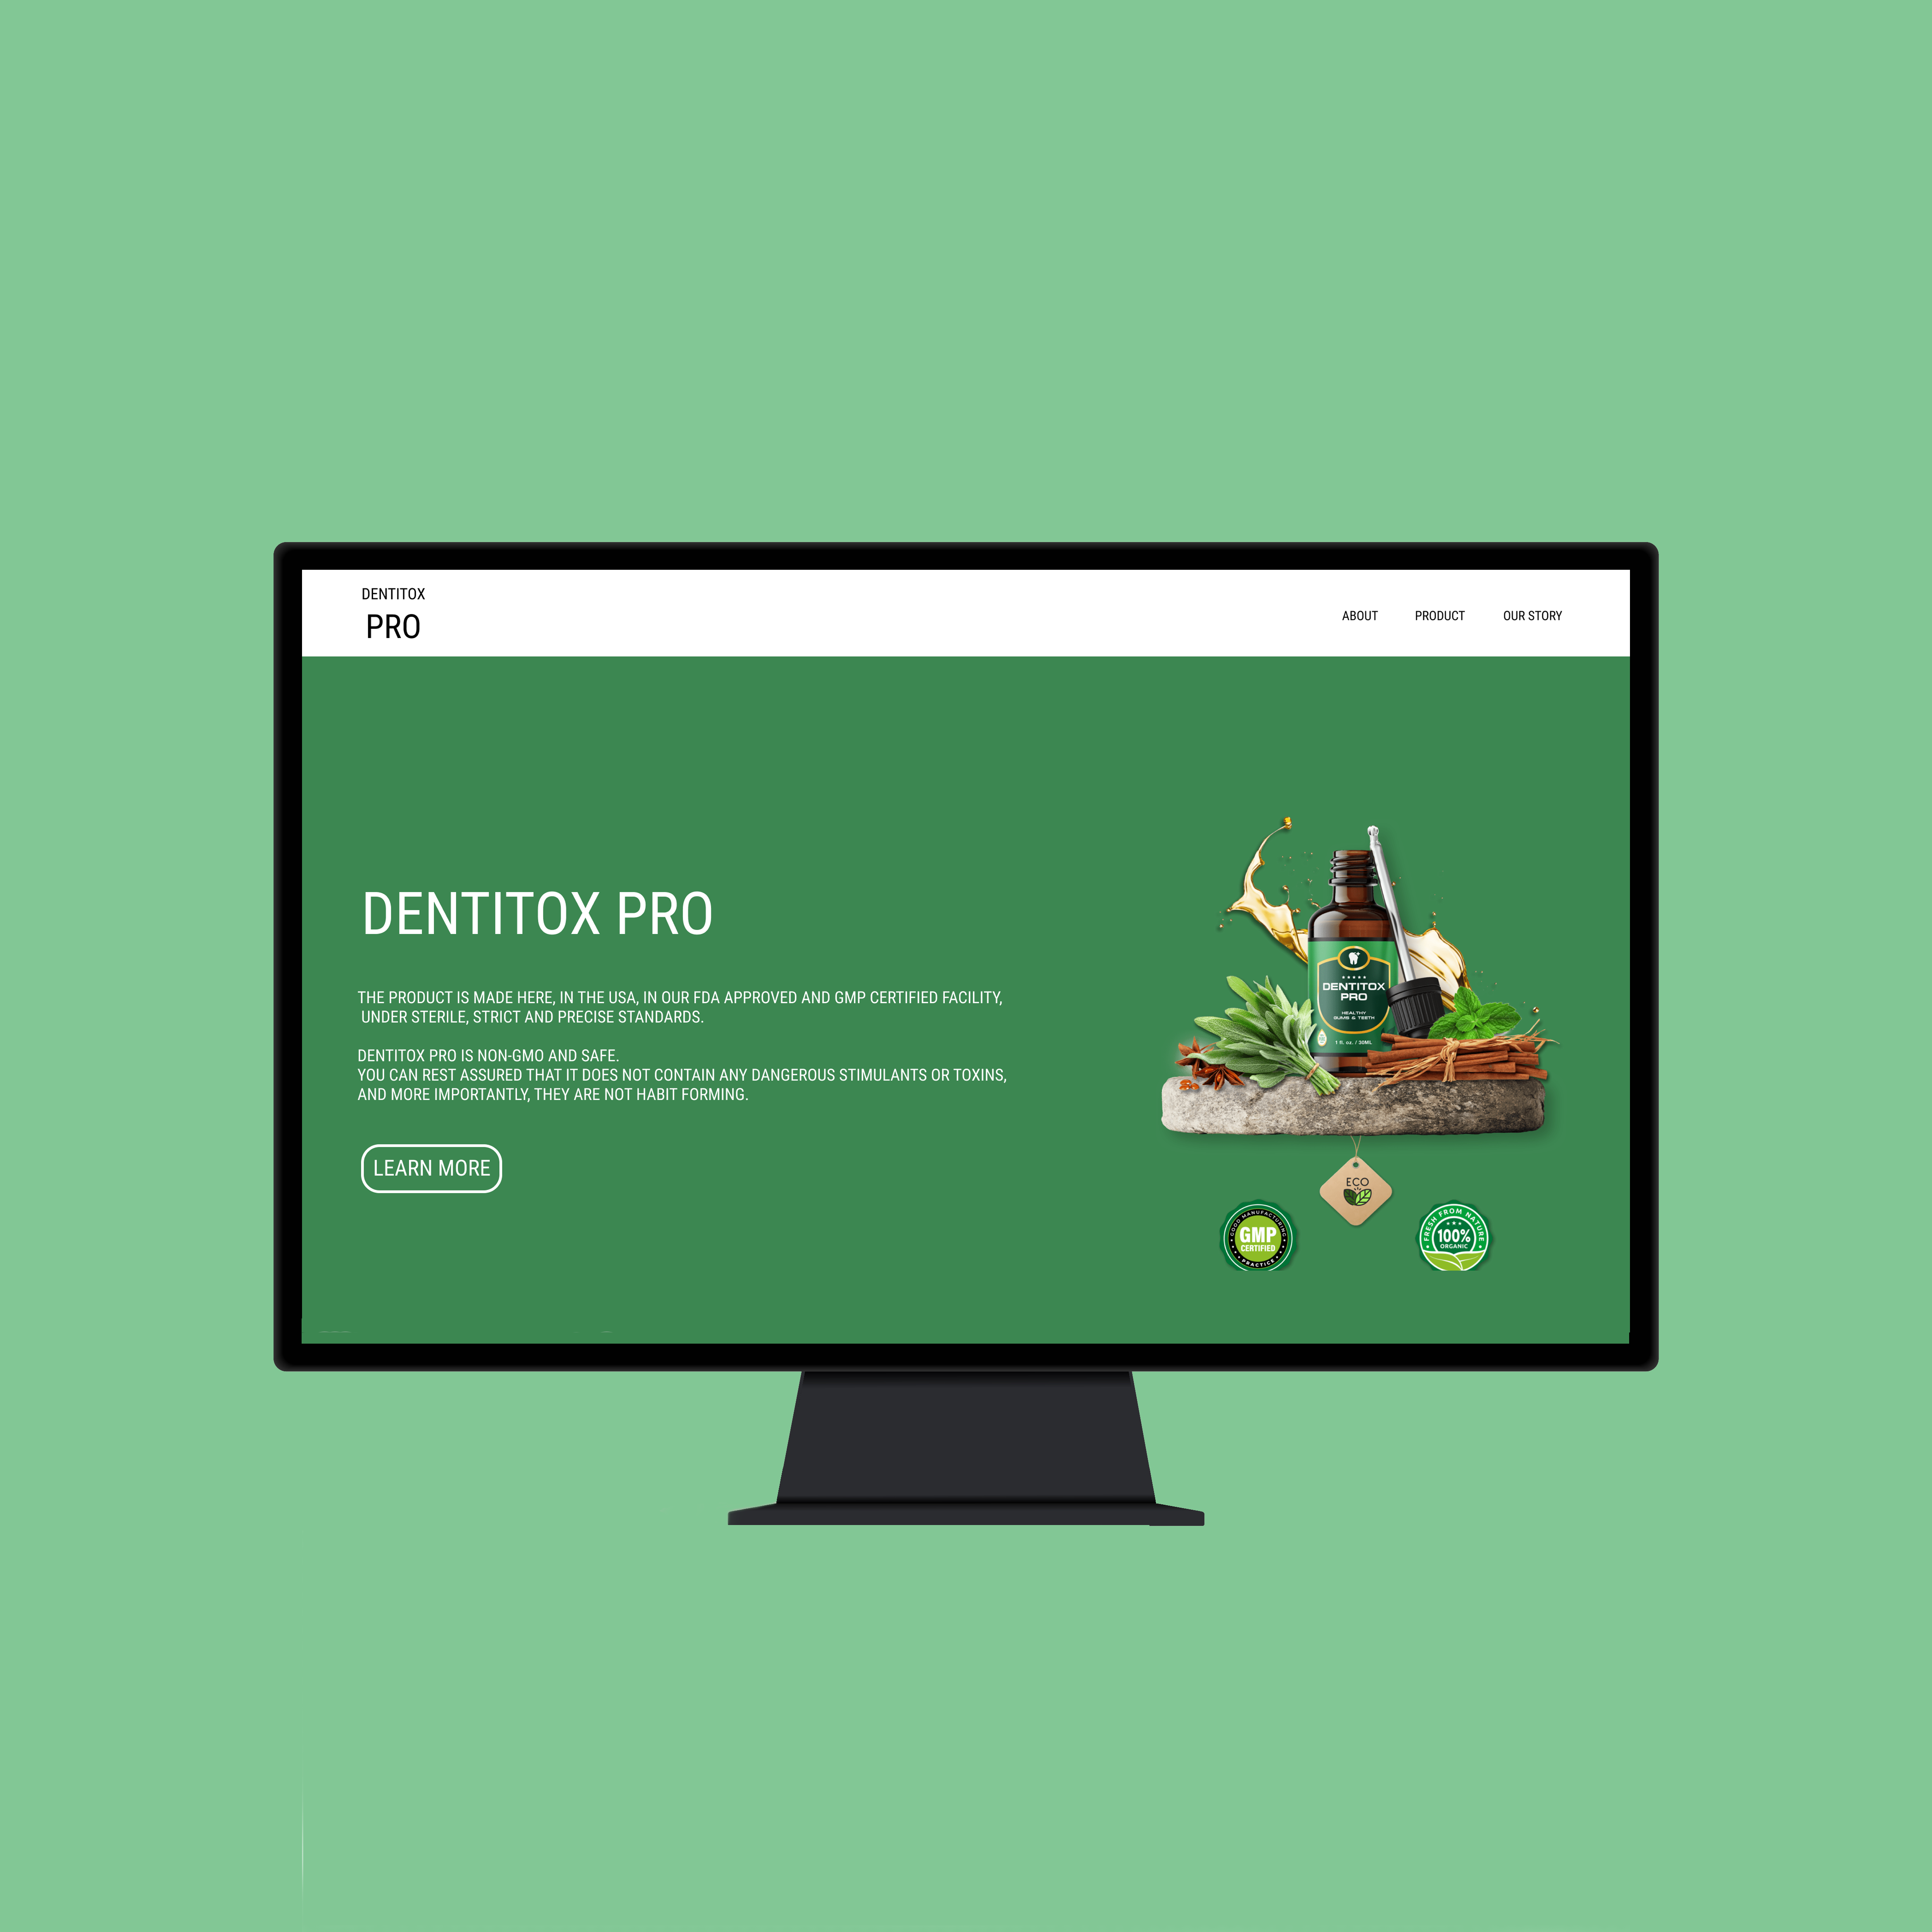 DENTITOX
PRO
ABOUT
PRODUCT
OUR STORY
DENTITOX PRO
THE PRODUCT IS MADE HERE, IN THE USA, IN OUR FDA APPROVED AND GMP CERTIFIED FACILITY,
UNDER STERILE, STRICT AND PRECISE STANDARDS.
DENTITOX PRO IS NON-GMO AND SAFE.
YOU CAN REST ASSURED THAT IT DOES NOT CONTAIN ANY DANGEROUS STIMULANTS OR TOXINS,
AND MORE IMPORTANTLY, THEY ARE NOT HABIT FORMING.
LEARN MORE
DENTITOX
PRO
HEALTHY
GUMS & TEETH
1 fl. oz. / 30ML
ECO
GOOD MANUFACTURING
GMP
CERTIFIED
PRACTICE
FRESH FROM NATURE
100%
ORGANIC